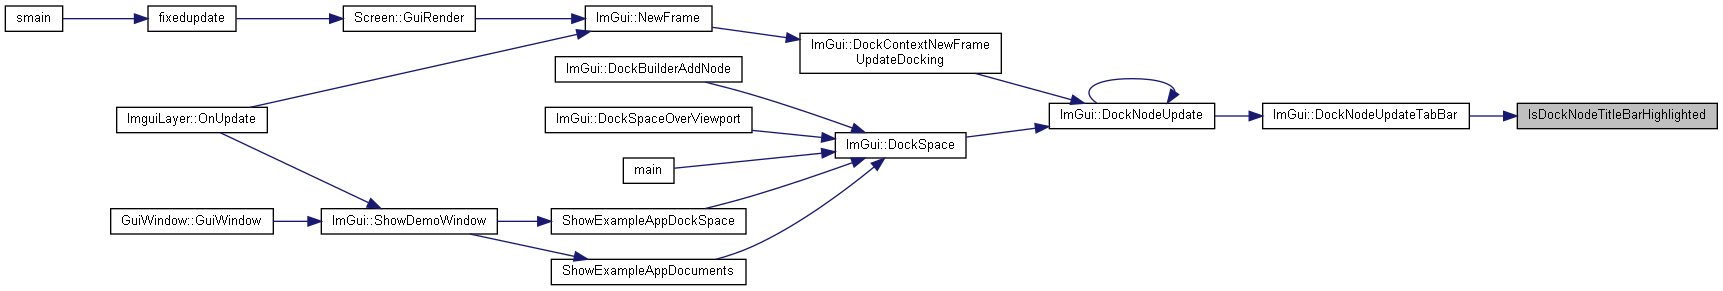 smain
fixedupdate
Screen::GuiRender
ImGui::NewFrame
ImGui::DockContextNewFrame
UpdateDocking
ImGui::DockBuilderAddNode
ImguiLayer::OnUpdate
ImGui::DockSpaceOverViewport
ImGui::DockNodeUpdate
ImGui::DockNodeUpdateTabBar
IsDockNodeTitleBarHighlighted
ImGui::DockSpace
main
GuiWindow::GuiWindow
ImGui::ShowDemoWindow
ShowExampleAppDockSpace
ShowExampleAppDocuments